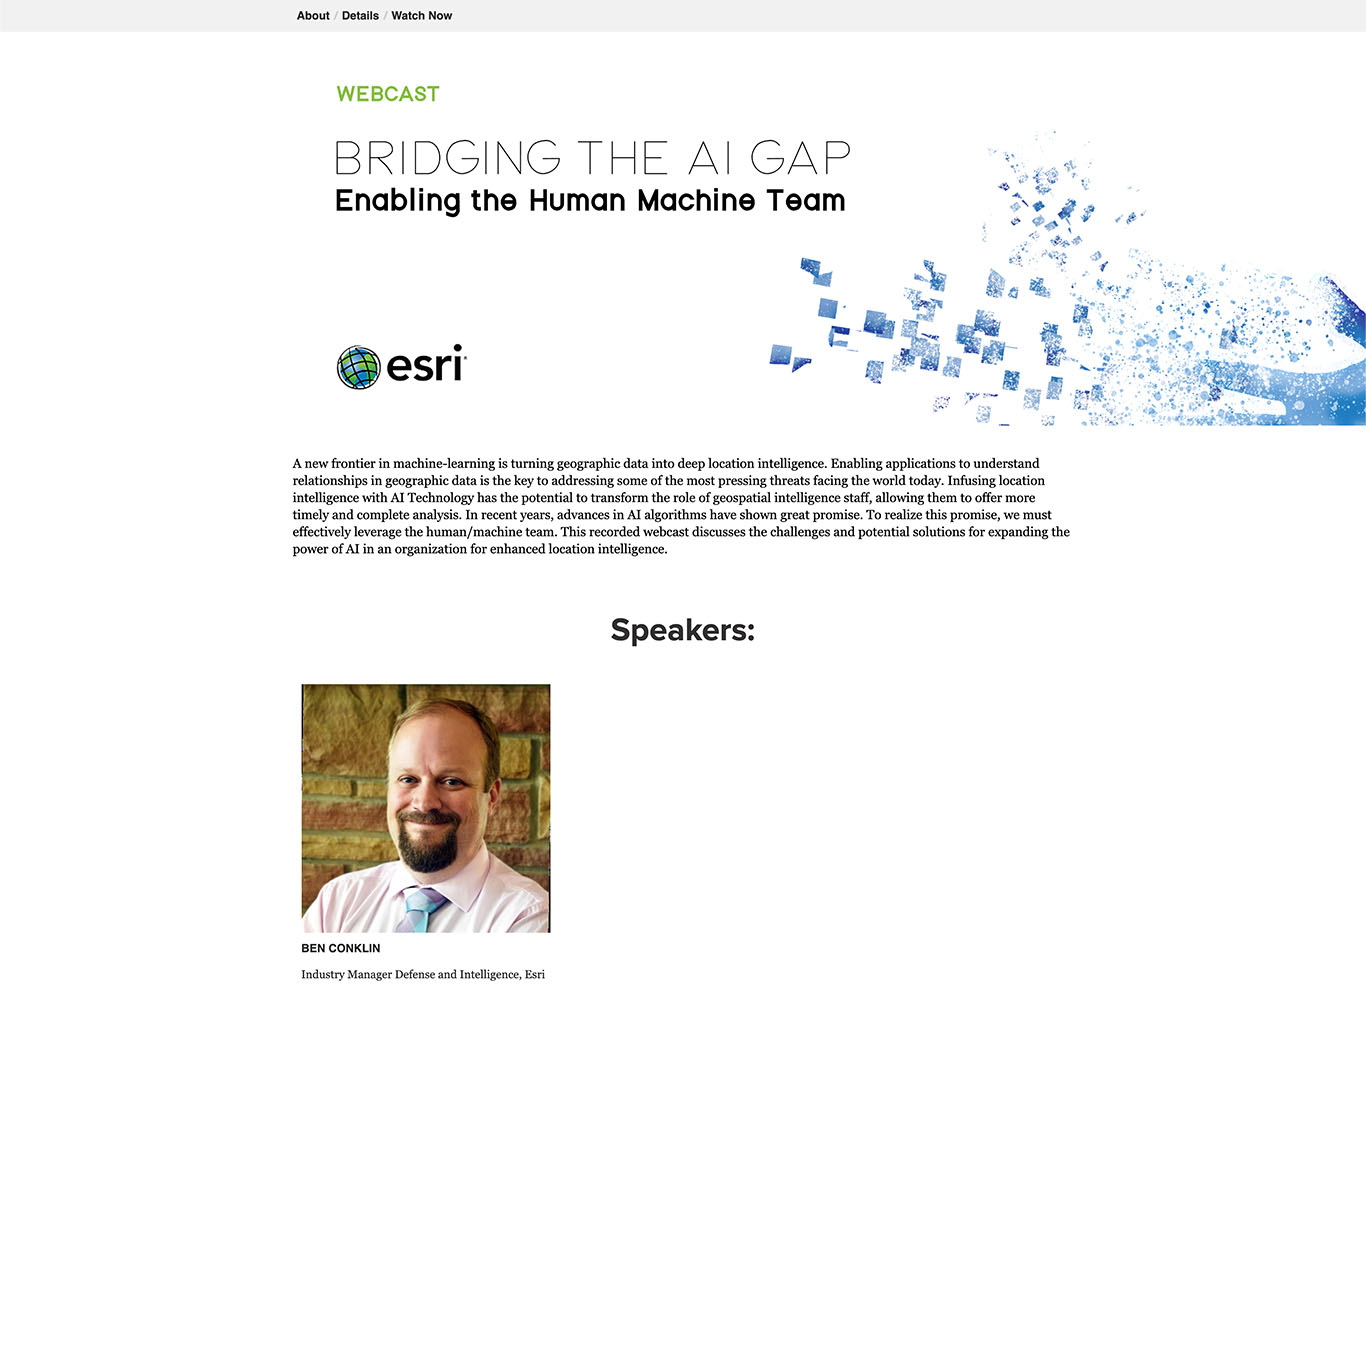 About / Details / Watch Now
WEBCAST
BRIDGING THE AI GAP
Enabling the Human Machine Team
esri®
A new frontier in machine-learning is turning geographic data into deep location intelligence. Enabling applications to understand
relationships in geographic data is the key to addressing some of the most pressing threats facing the world today. Infusing location
intelligence with AI Technology has the potential to transform the role of geospatial intelligence staff, allowing them to offer more
timely and complete analysis. In recent years, advances in AI algorithms have shown great promise. To realize this promise, we must
effectively leverage the human/machine team. This recorded webcast discusses the challenges and potential solutions for expanding the
power of AI in an organization for enhanced location intelligence.
Speakers:
BEN CONKLIN
Industry Manager Defense and Intelligence, Esri